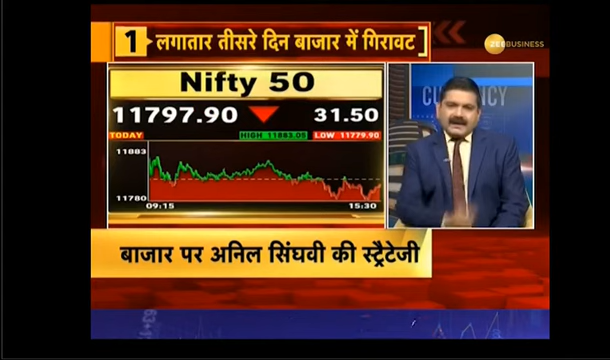 1 लगातार तीसरे दिन बाजार में गिरावट
ZEE BUSINESS
Nifty 50
11797.90 31.50
TODAY HIGH 11883.05 LOW 11779.90
11883
11780
09:15 15:30
बाजार पर अनिल सिंघवी की स्ट्रैटेजी